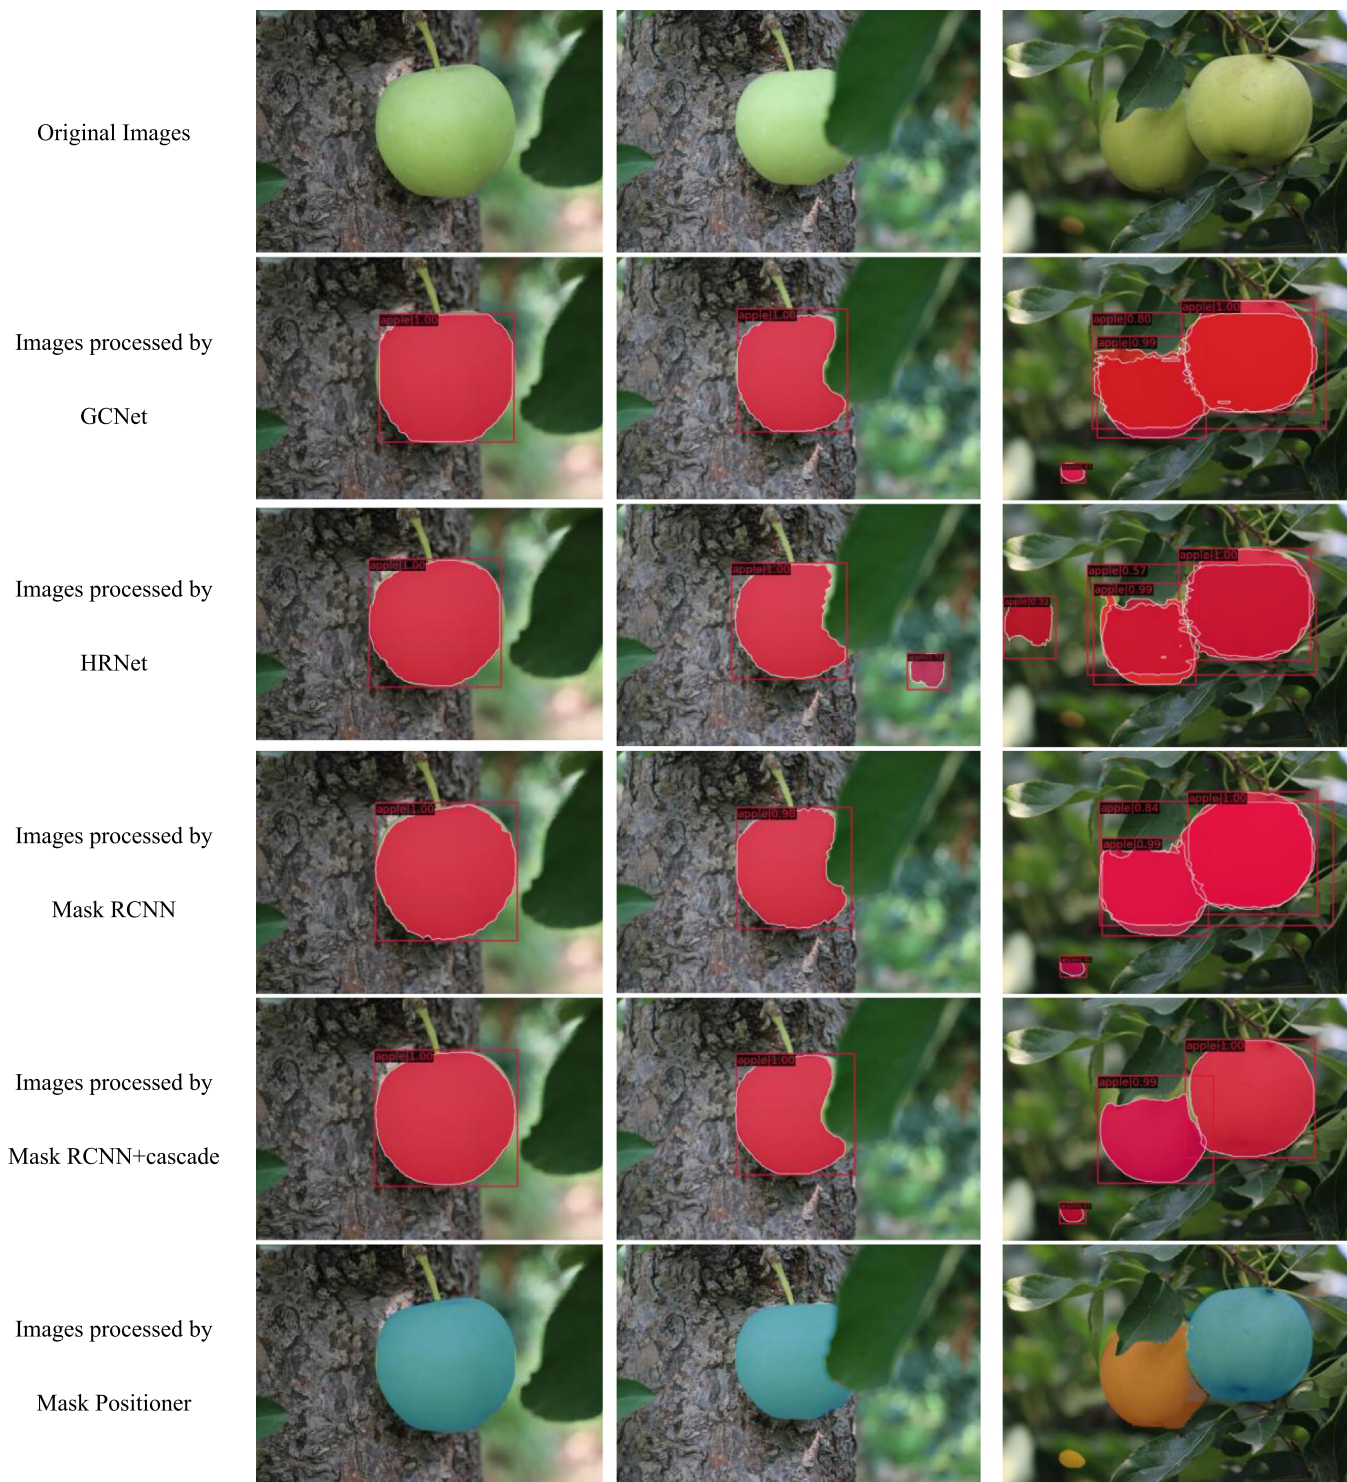 Original Images
Images processed by
GCNet
apple|1.00
apple|1.00
apple|1.00
apple|0.80
apple|0.99
Images processed by
HRNet
apple|1.00
apple|1.00
apple|1.00
apple|0.57
apple|0.99
Images processed by
Mask RCNN
apple|1.00
apple|0.98
apple|1.00
apple|0.84
apple|0.99
Images processed by
Mask RCNN+cascade
apple|1.00
apple|1.00
apple|1.00
apple|0.99
Images processed by
Mask Positioner